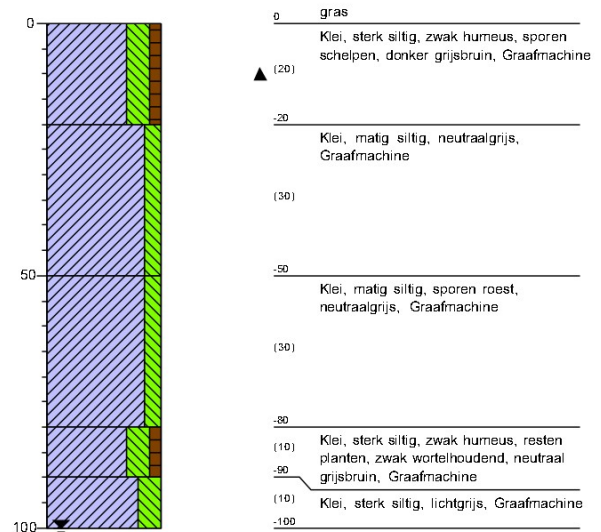 0
gras
0
Klei, sterk siltig, zwak humeus, sporen
schelpen, donker grijsbruin, Graafmachine
(20)
-20
Klei, matig siltig, neutraalgrijs,
Graafmachine
(30)
50
-50
Klei, matig siltig, sporen roest,
neutraalgrijs, Graafmachine
(30)
-80
Klei, sterk siltig, zwak humeus, resten
(10)
planten, zwak wortelhoudend, neutraal
-90
grijsbruin, Graafmachine
(10)
Klei, sterk siltig, lichtgrijs, Graafmachine
100
-100